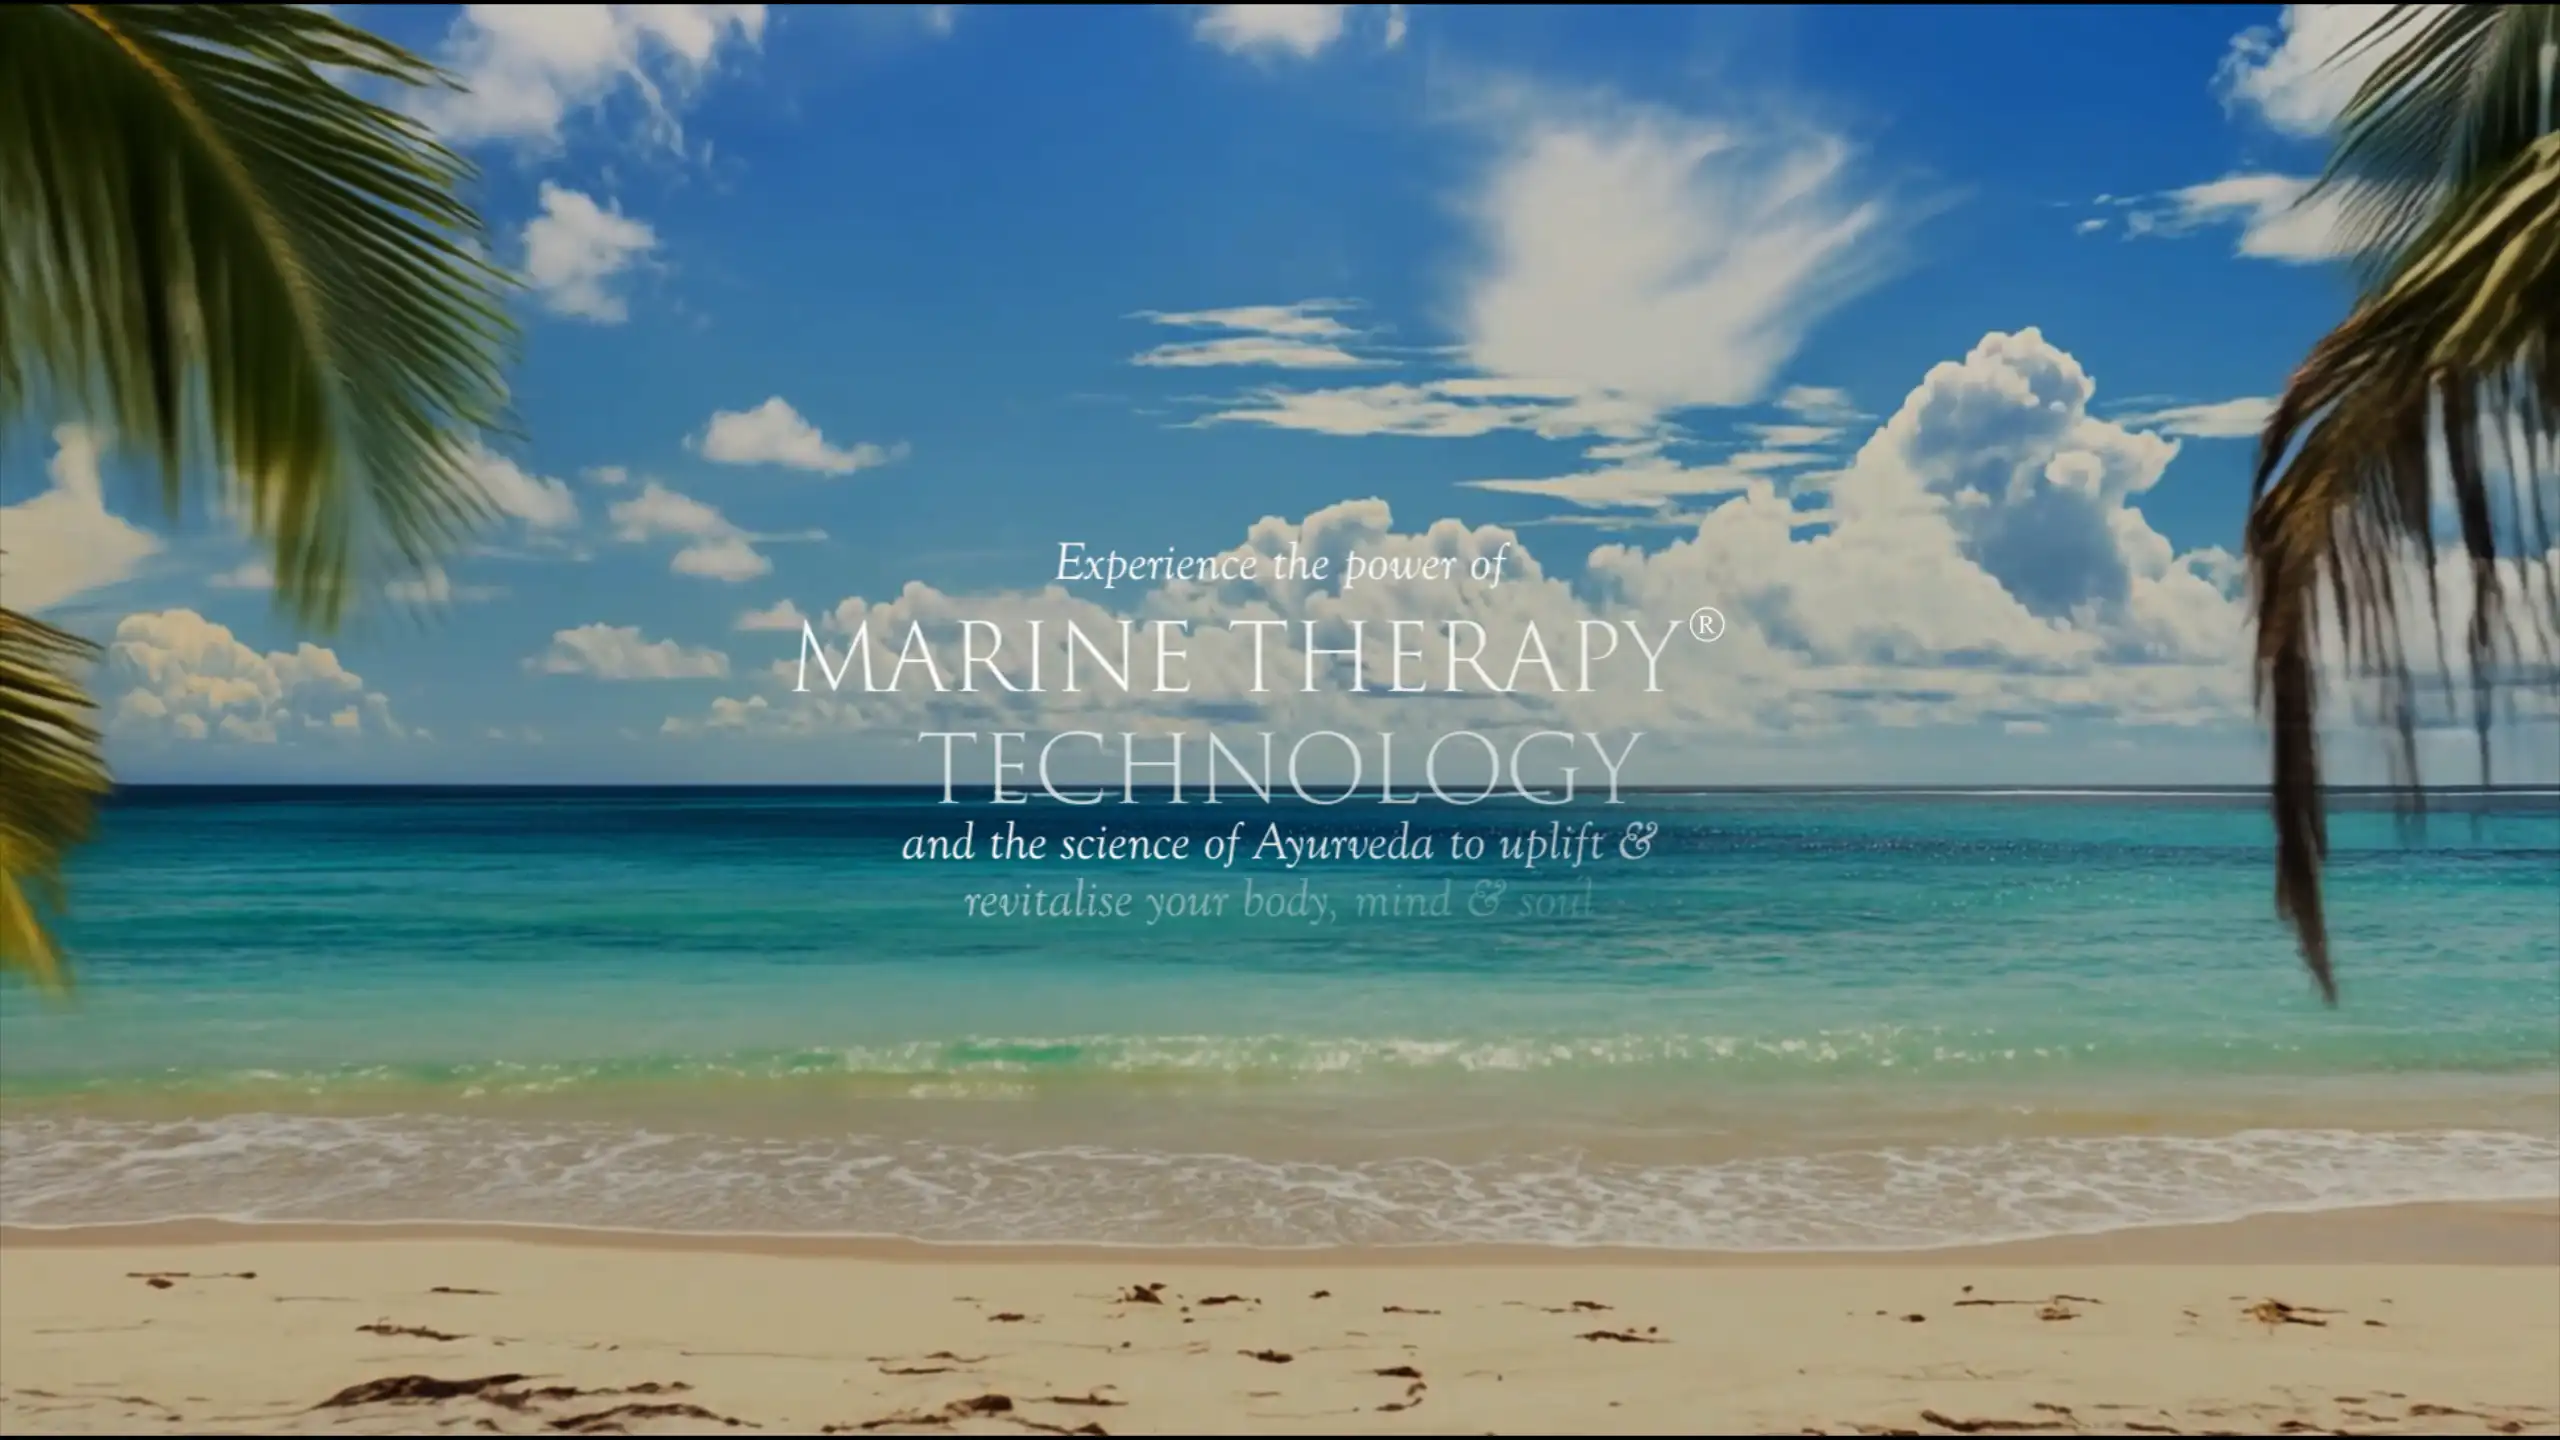 Experience the power of
MARINE THERAPY®
TECHNOLOGY
and the science of Ayurveda to uplift &
revitalise your body, mind & soul